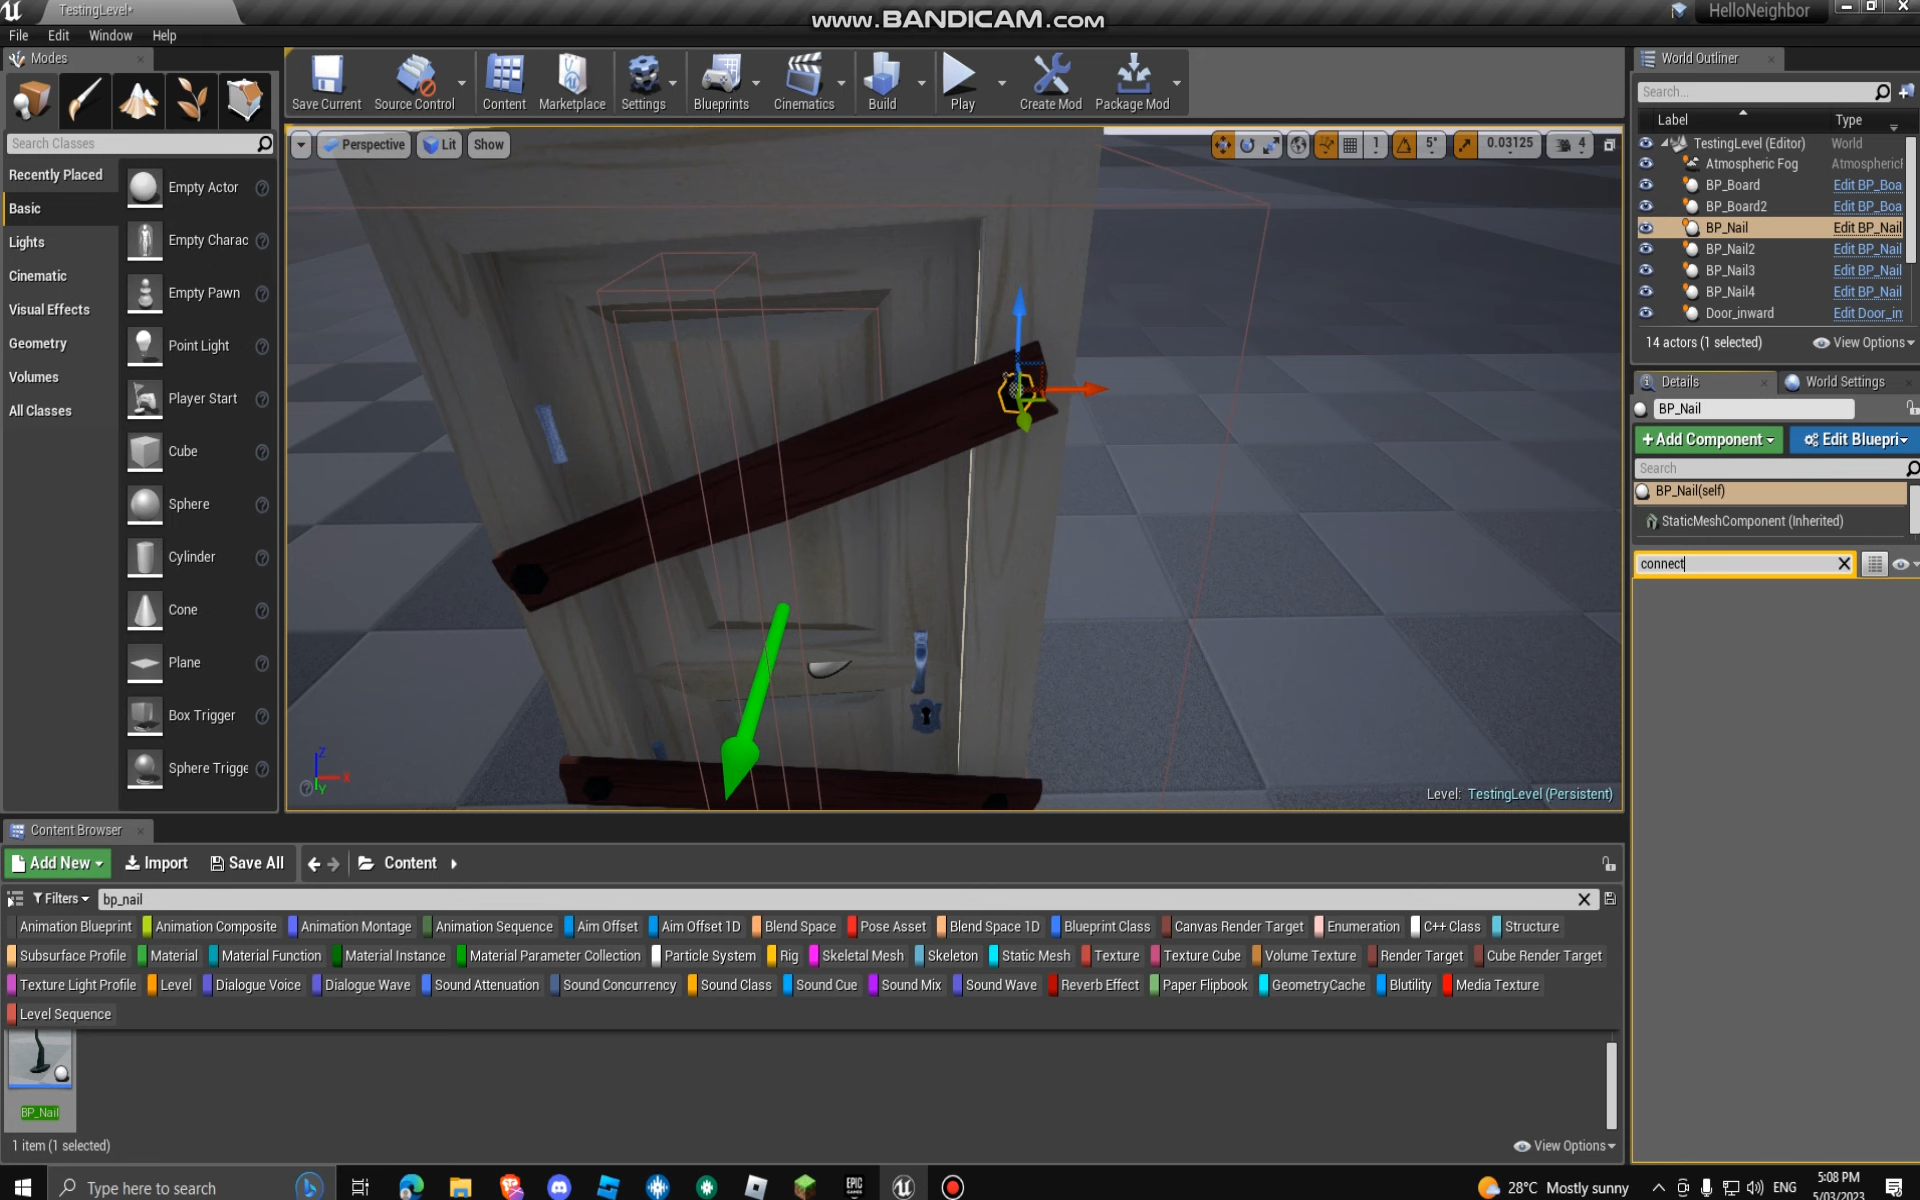 TestingLevel*
www.BANDICAM.com
HelloNeighbor
File Edit Window Help
Modes
Search Classes
Recently Placed
Basic
Lights
Cinematic
Visual Effects
Geometry
Volumes
All Classes
Empty Actor
Empty Charac
Empty Pawn
Point Light
Player Start
Cube
Sphere
Cylinder
Cone
Plane
Box Trigger
Sphere Trigge
Save Current
Source Control
Content
Marketplace
Settings
Blueprints
Cinematics
Build
Play
Create Mod
Package Mod
Perspective
Lit
Show
1
5°
0.03125
4
Z
X
Y
Level: TestingLevel (Persistent)
World Outliner
Search...
Label Type
TestingLevel (Editor) World
Atmospheric Fog Atmospheric
BP_Board Edit BP_Boa
BP_Board2 Edit BP_Boa
BP_Nail Edit BP_Nail
BP_Nail2 Edit BP_Nail
BP_Nail3 Edit BP_Nail
BP_Nail4 Edit BP_Nail
Door_inward Edit Door_in
14 actors (1 selected) View Options
Details
World Settings
BP_Nail
+Add Component
Edit Bluepri
Search
BP_Nail(self)
StaticMeshComponent (Inherited)
connect
Content Browser
Add New Import Save All Content
Filters bp_nail
Animation Blueprint Animation Composite Animation Montage Animation Sequence Aim Offset Aim Offset 1D Blend Space Pose Asset Blend Space 1D Blueprint Class Canvas Render Target Enumeration C++ Class Structure
Subsurface Profile Material Material Function Material Instance Material Parameter Collection Particle System Rig Skeletal Mesh Skeleton Static Mesh Texture Texture Cube Volume Texture Render Target Cube Render Target
Texture Light Profile Level Dialogue Voice Dialogue Wave Sound Attenuation Sound Concurrency Sound Class Sound Cue Sound Mix Sound Wave Reverb Effect Paper Flipbook GeometryCache Blutility Media Texture
Level Sequence
BP_Nail
1 item (1 selected)
View Options
Type here to search
EPIC
28°C Mostly sunny
ENG
5:08 PM
5/03/2023